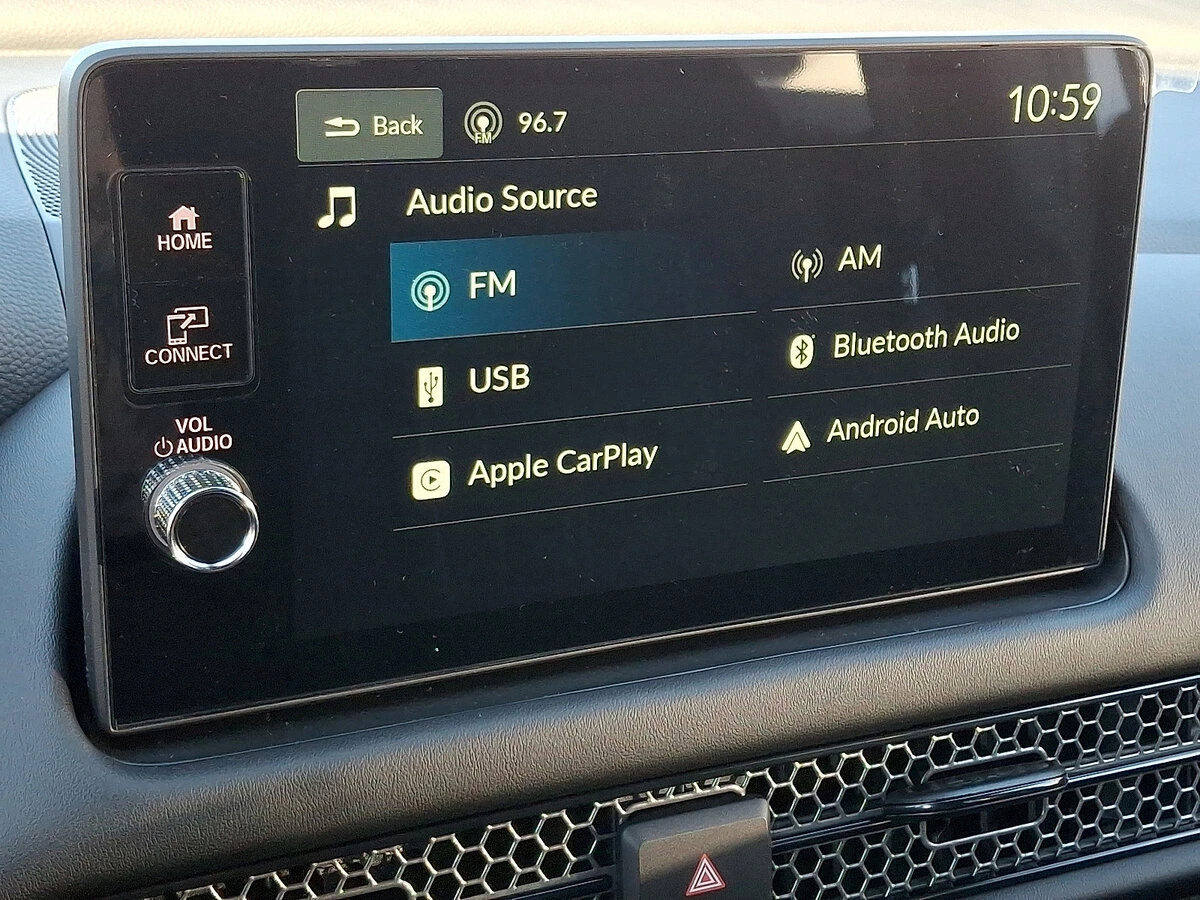 Back
FM
96.7
10:59
Audio Source
HOME
CONNECT
VOL
AUDIO
FM
AM
USB
Bluetooth Audio
Apple CarPlay
Android Auto